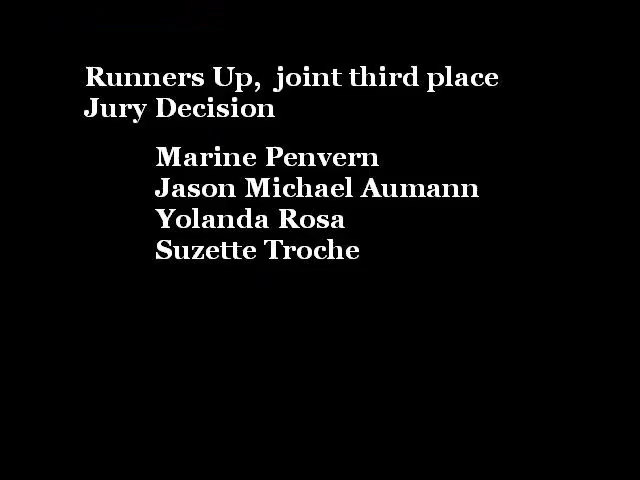 Runners Up,  joint third place
Jury Decision
Marine Penvern
Jason Michael Aumann
Yolanda Rosa
Suzette Troche